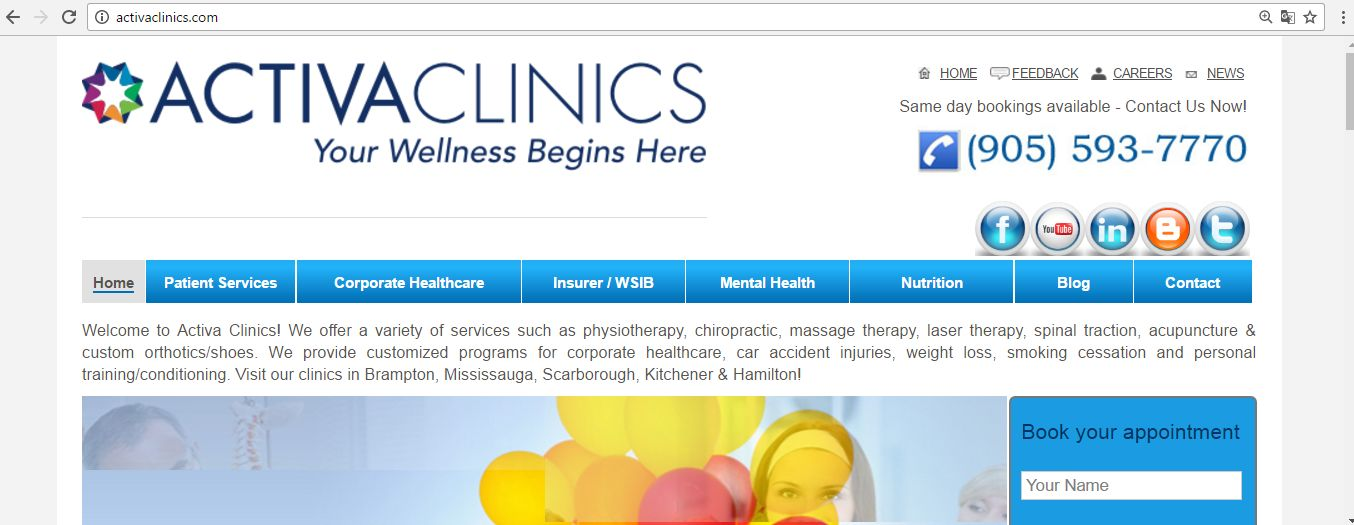 activaclinics.com
ACTIVACLINICS
Your Wellness Begins Here
HOME FEEDBACK CAREERS NEWS
Same day bookings available - Contact Us Now!
(905) 593-7770
f You Tube in B t
Home Patient Services Corporate Healthcare Insurer / WSIB Mental Health Nutrition Blog Contact
Welcome to Activa Clinics! We offer a variety of services such as physiotherapy, chiropractic, massage therapy, laser therapy, spinal traction, acupuncture &
custom orthotics/shoes. We provide customized programs for corporate healthcare, car accident injuries, weight loss, smoking cessation and personal
training/conditioning. Visit our clinics in Brampton, Mississauga, Scarborough, Kitchener & Hamilton!
Book your appointment
Your Name